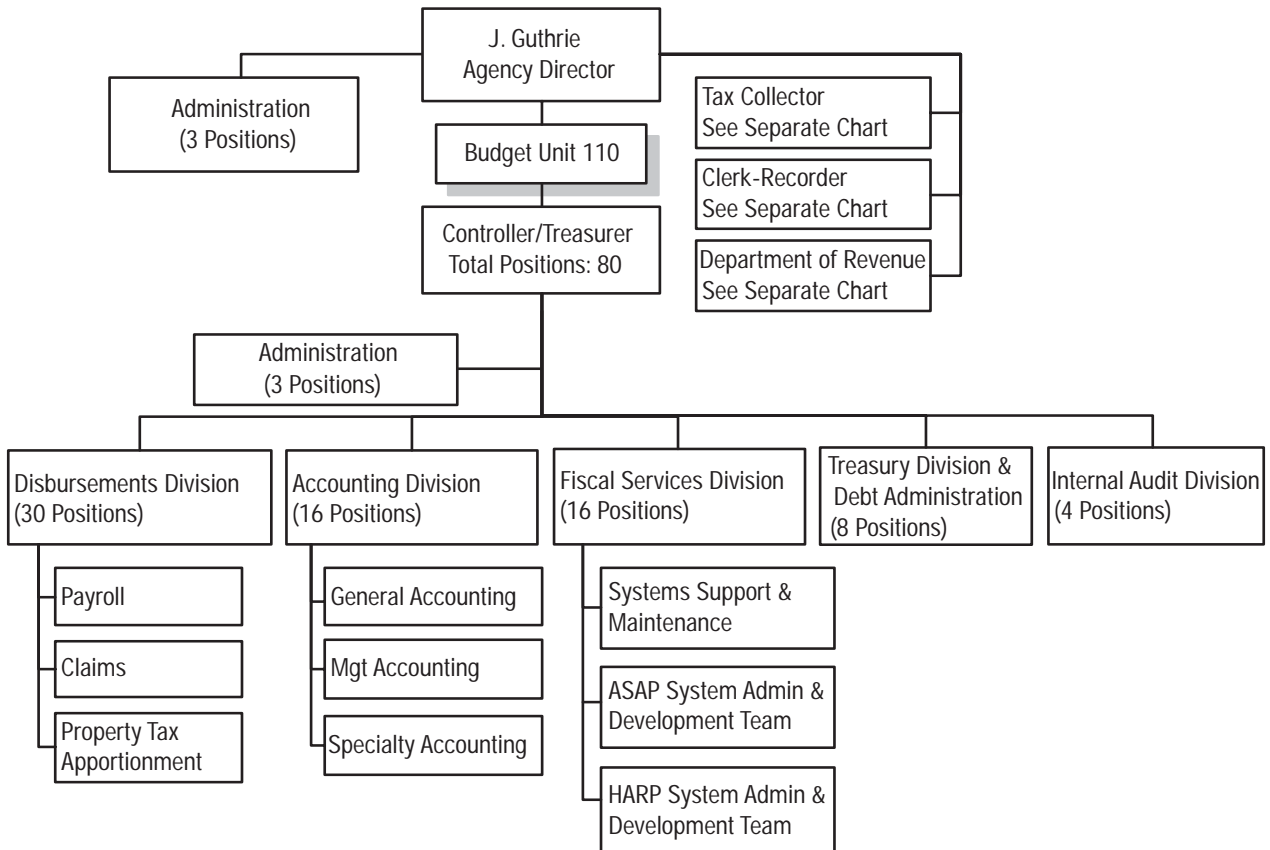 J. Guthrie
Agency Director
Administration
(3 Positions)
Tax Collector
See Separate Chart
Budget Unit 110
Clerk-Recorder
See Separate Chart
Controller/Treasurer
Total Positions: 80
Department of Revenue
See Separate Chart
Administration
(3 Positions)
Disbursements Division
(30 Positions)
Accounting Division
(16 Positions)
Fiscal Services Division
(16 Positions)
Treasury Division &
Debt Administration
(8 Positions)
Internal Audit Division
(4 Positions)
Payroll
Claims
Property Tax
Apportionment
General Accounting
Mgt Accounting
Specialty Accounting
Systems Support &
Maintenance
ASAP System Admin &
Development Team
HARP System Admin &
Development Team